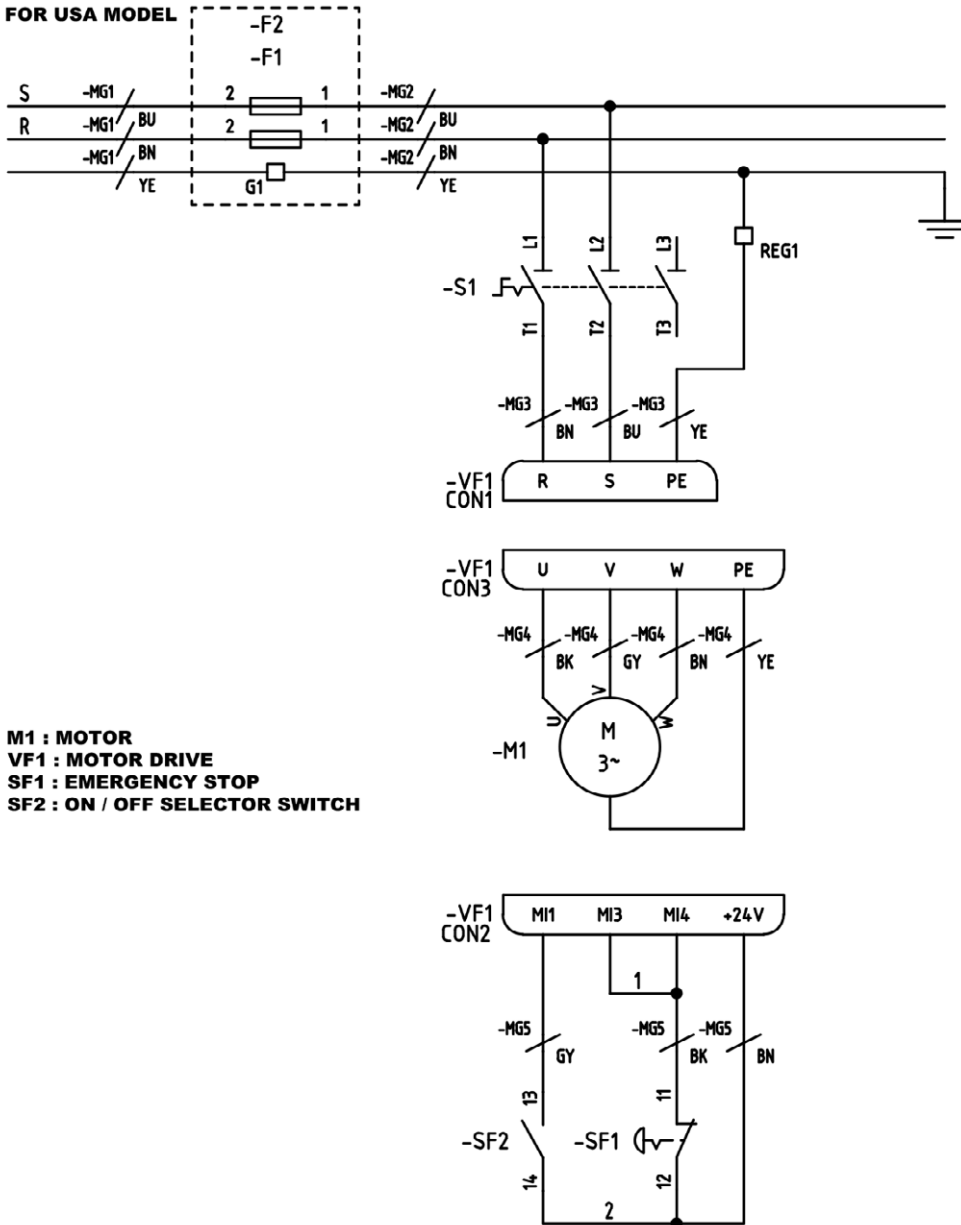 FOR USA MODEL
-F2
-F1
S -MG1 2 1 -MG2
R -MG1 BU 2 1 -MG2 BU
-MG1 BN -MG2 BN
YE G1 YE
REG1
L1 L2 L3
-S1
T1 T2 T3
-MG3 -MG3 -MG3
BN BU YE
-VF1 R S PE
CON1
-VF1 U V W PE
CON3
-MG4 -MG4 -MG4 -MG4
BK GY BN YE
U V W
M
-M1
3~
M1 : MOTOR
VF1 : MOTOR DRIVE
SF1 : EMERGENCY STOP
SF2 : ON / OFF SELECTOR SWITCH
-VF1 MI1 MI3 MI4 +24V
CON2
1
-MG5 -MG5 -MG5
GY BK BN
13 11
-SF2 -SF1
14 12
2